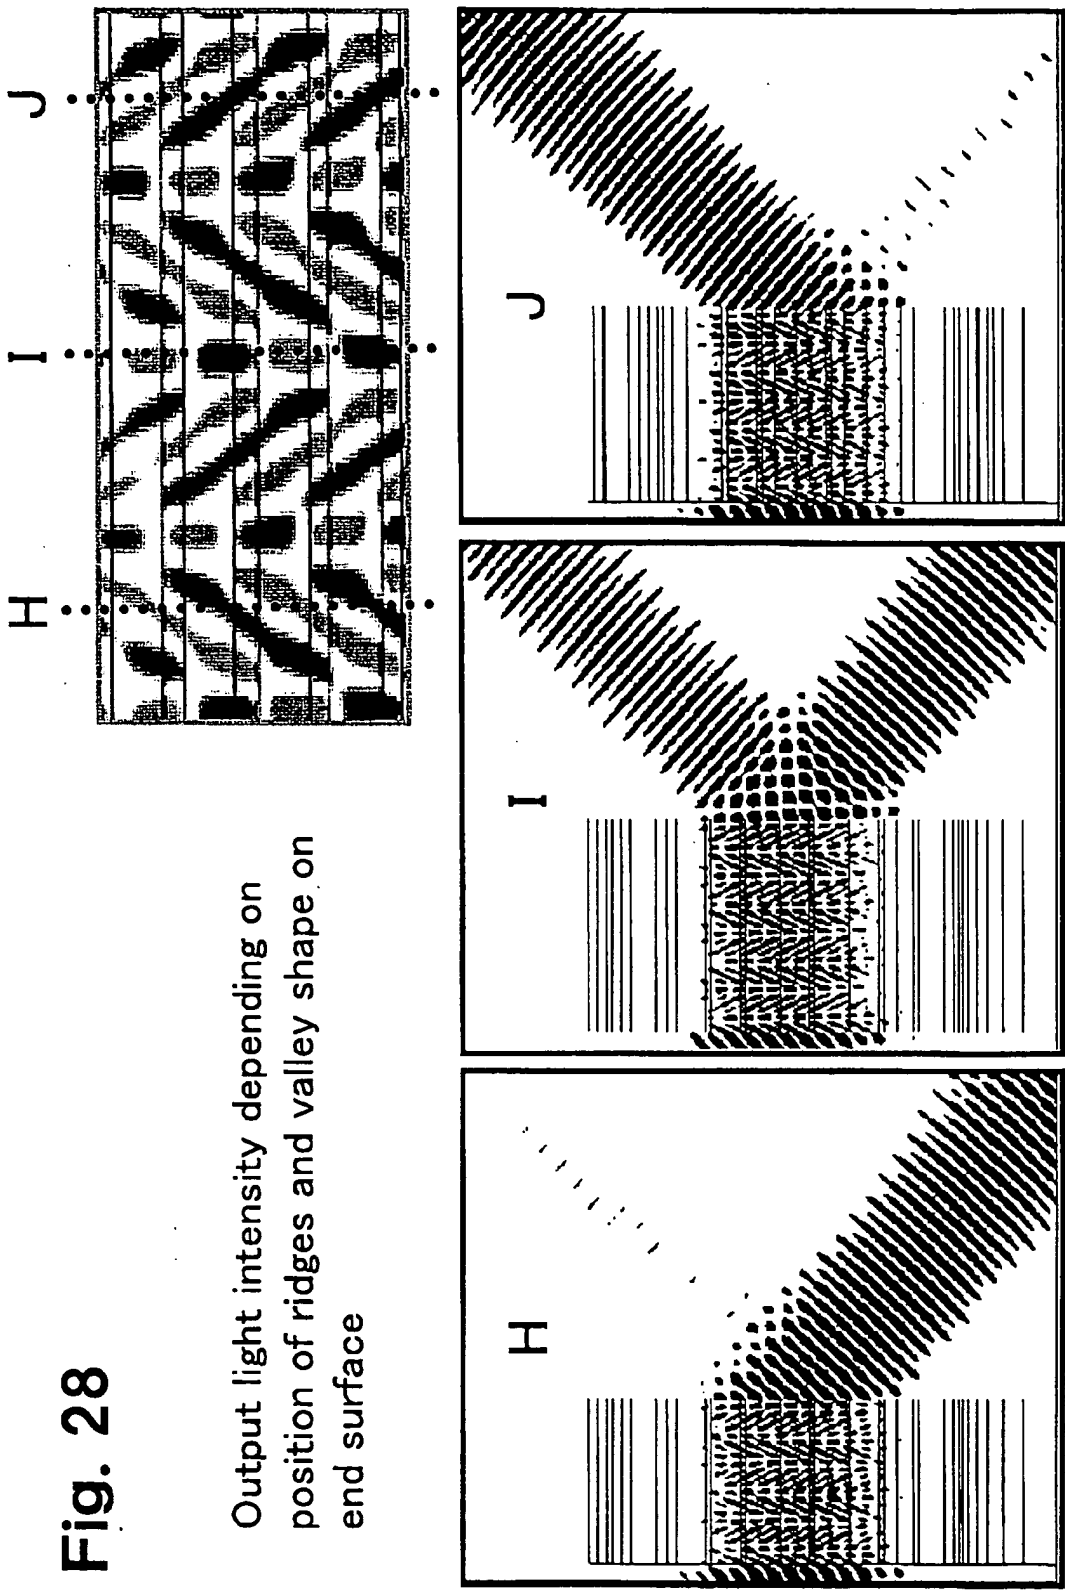 Fig. 28
Output light intensity depending on
position of ridges and valley shape on
end surface
H
I
J
H
I
J